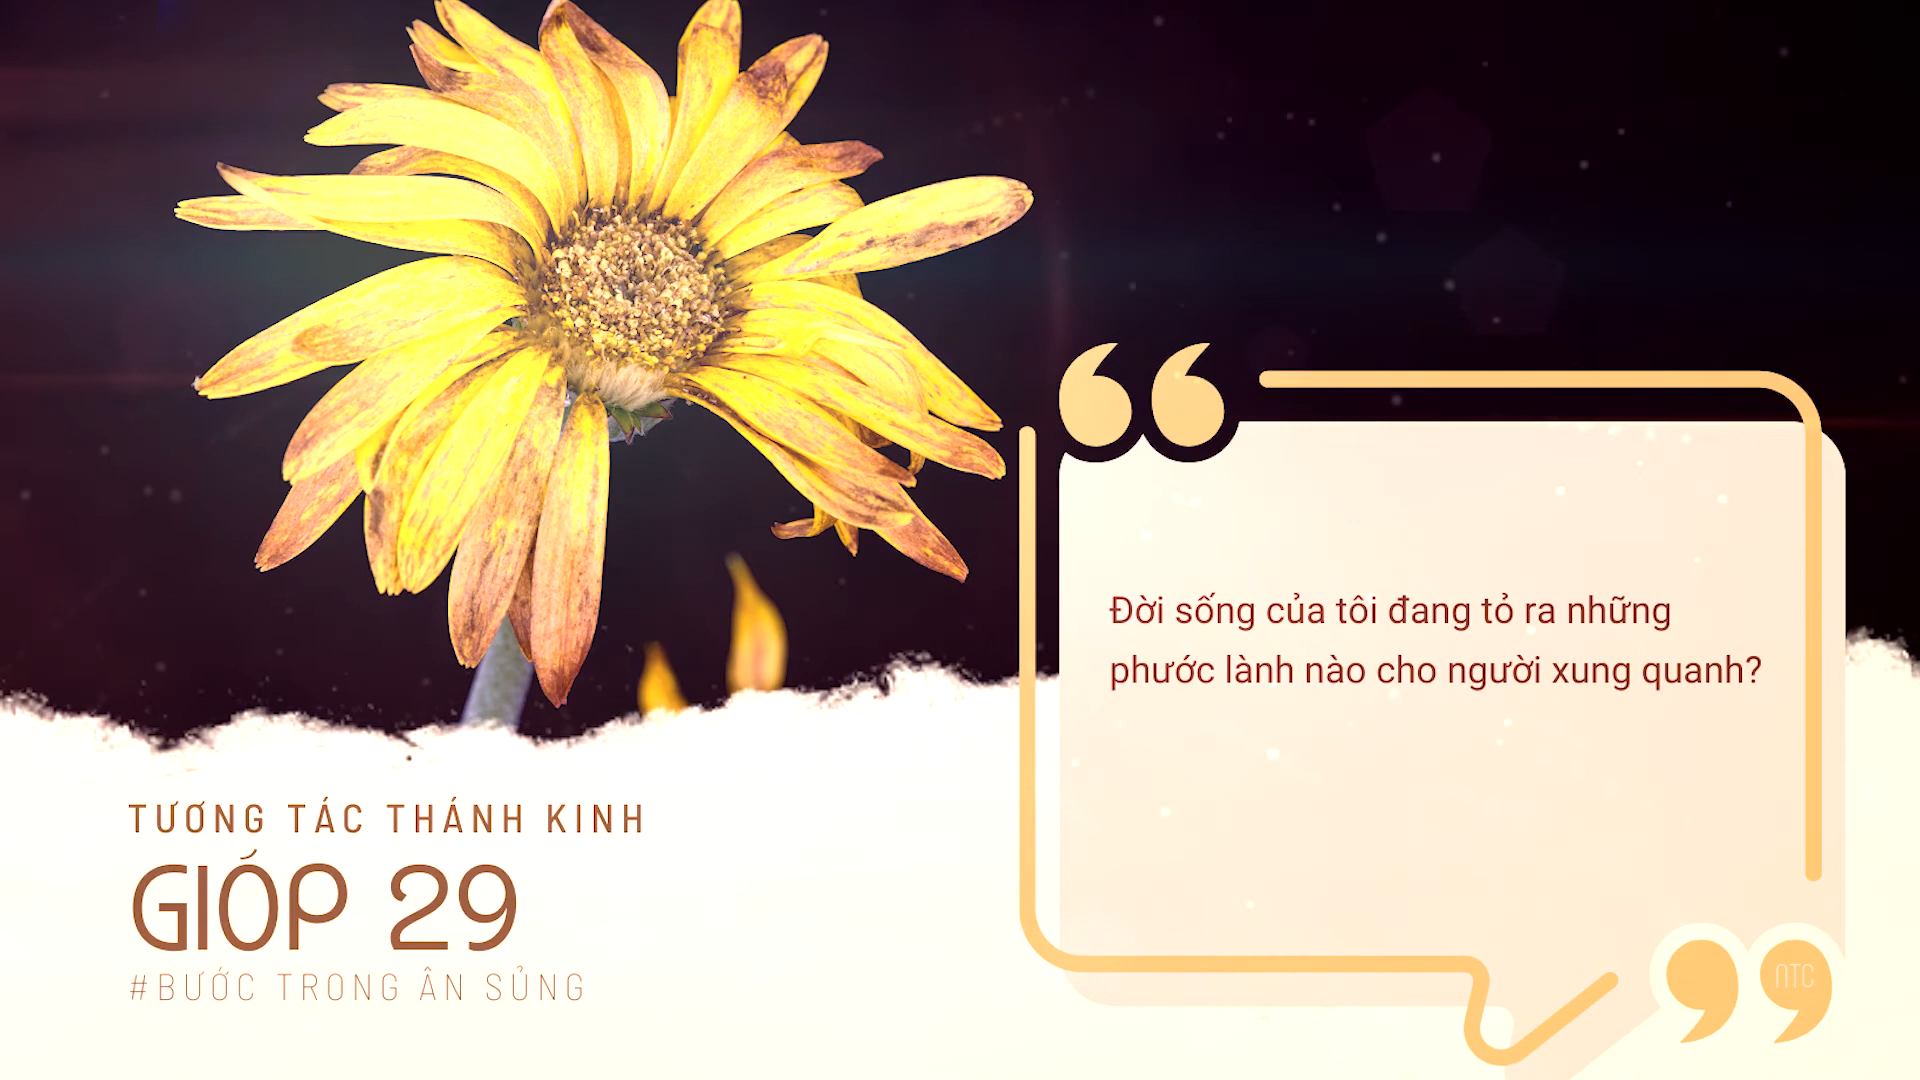 Đời sống của tôi đang tỏ ra những
phước lành nào cho người xung quanh?
TƯƠNG TÁC THÁNH KINH
GIÓP 29
#BƯỚC TRONG ÂN SỦNG
NTC